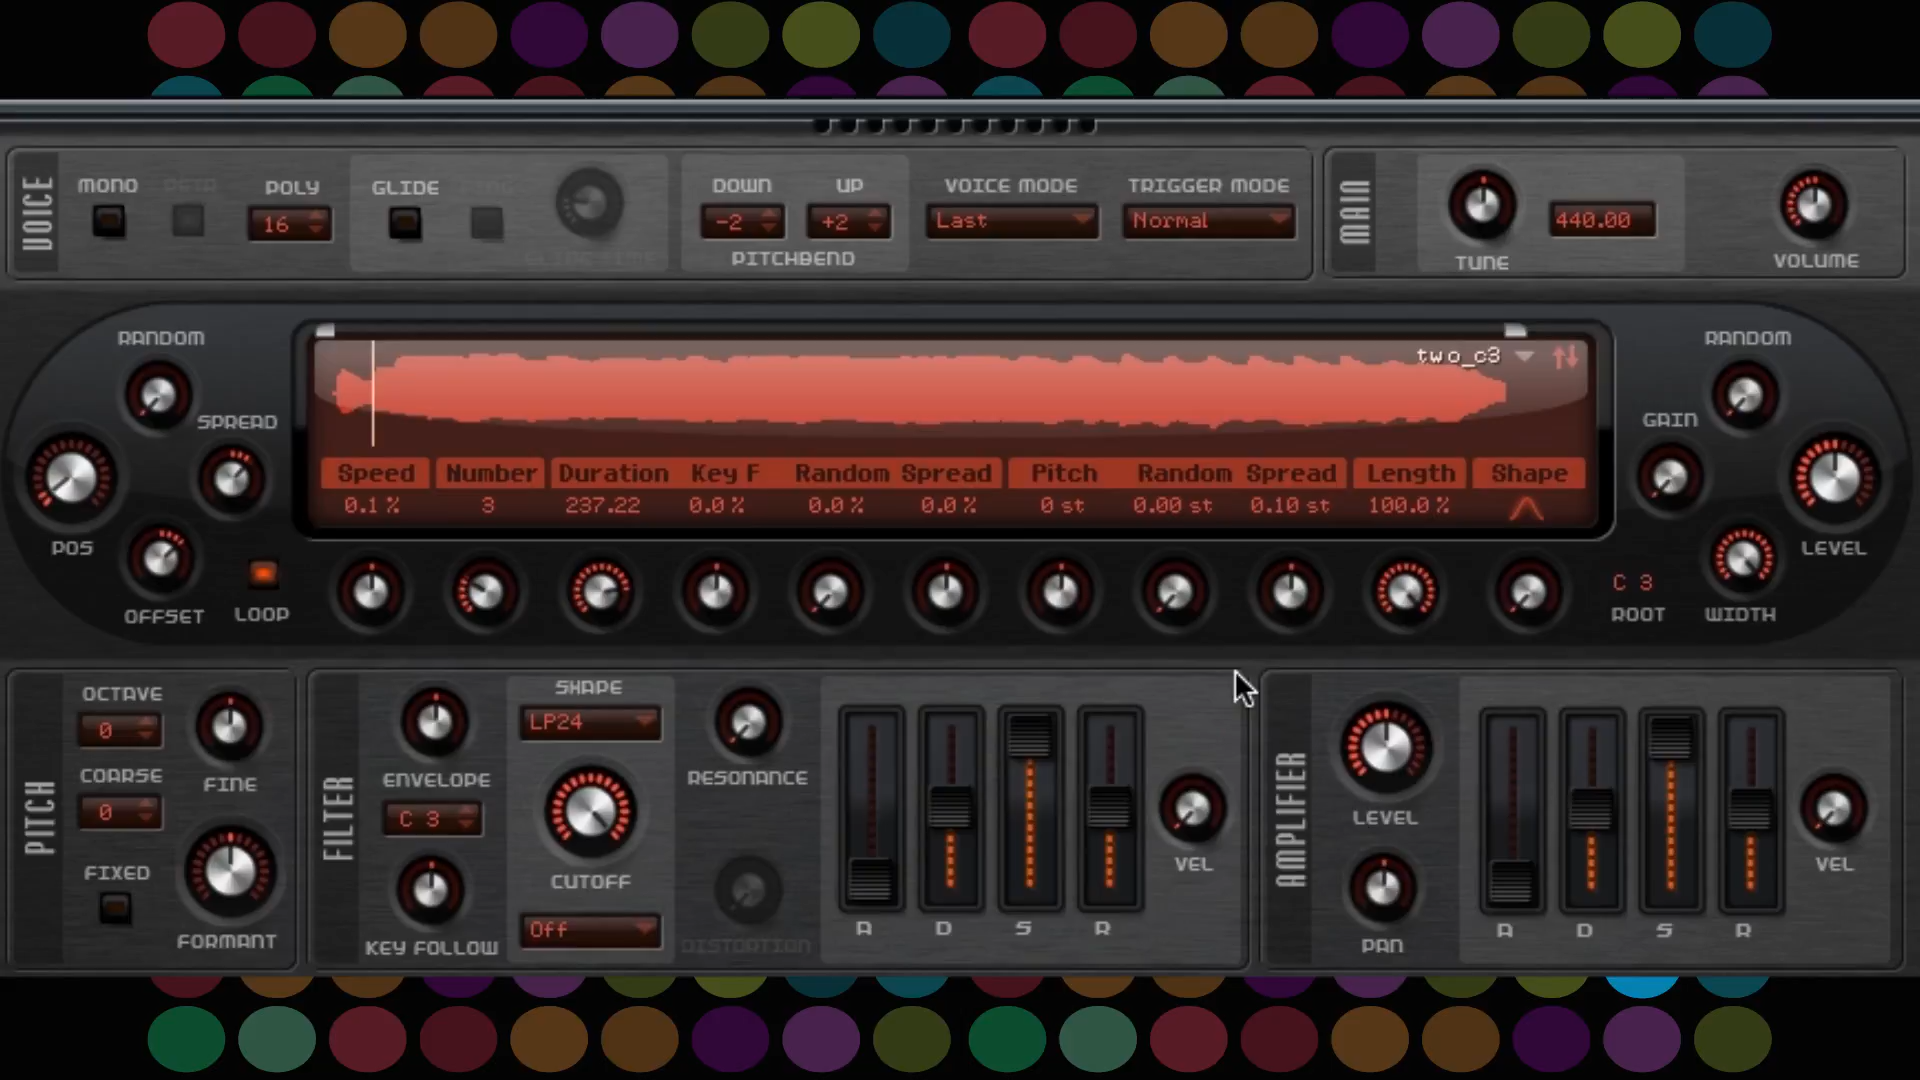 VOICE
MONO
POLY
16
GLIDE
DOWN
UP
-2
+2
PITCHBEND
VOICE MODE
Last
TRIGGER MODE
Normal
MAIN
TUNE
440.00
VOLUME
RANDOM
SPREAD
POS
OFFSET
LOOP
two_c3
Speed Number Duration Key F Random Spread Pitch Random Spread Length Shape
0.1 % 3 237.22 0.0 % 0.0 % 0.0 % 0 st 0.00 st 0.10 st 100.0 %
RANDOM
GAIN
LEVEL
C 3
ROOT
WIDTH
PITCH
OCTAVE
0
COARSE
0
FINE
FIXED
FORMANT
FILTER
ENVELOPE
C 3
KEY FOLLOW
SHAPE
LP24
CUTOFF
Off
RESONANCE
DISTORTION
A D S R
VEL
AMPLIFIER
LEVEL
PAN
A D S R
VEL